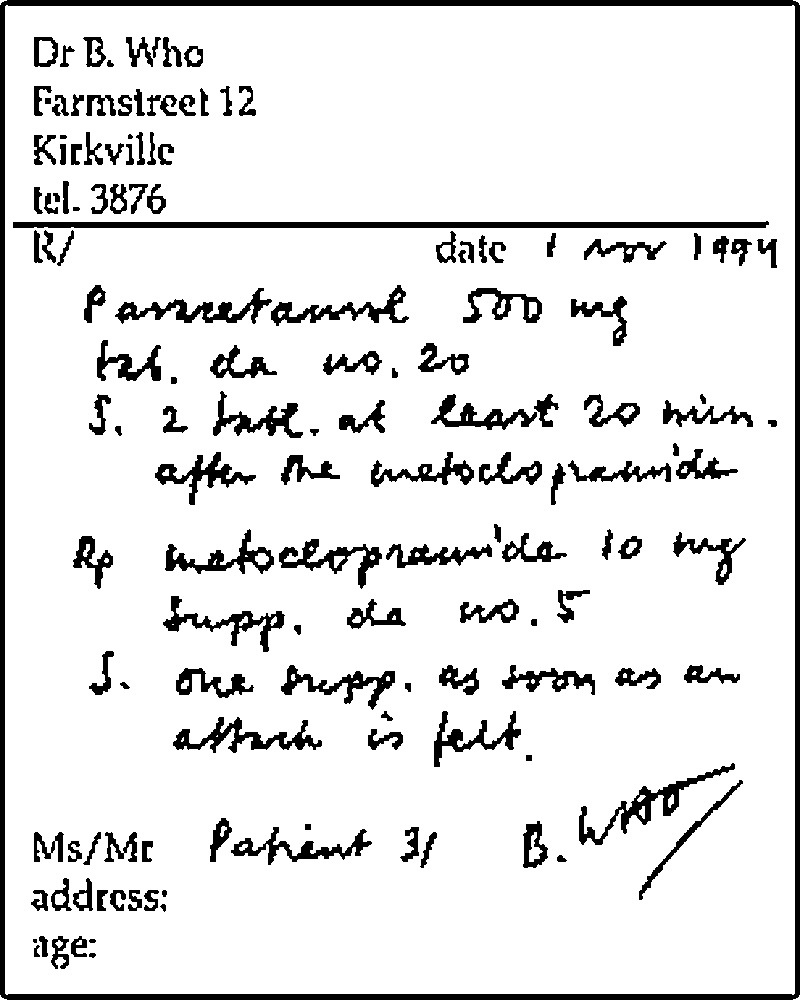 Dr B. Who
Farmstreet 12
Kirkville
tel. 3876
R/ date 1 nov 1994
Paracetamol 500 mg
tab. da no. 20
S. 2 tabl. at least 20 min.
after the metoclopramide
Rp metoclopramide 10 mg
supp. da no. 5
S. one supp. as soon as an
attack is felt.
Ms/Mr Patient 31 B. WHO
address:
age: